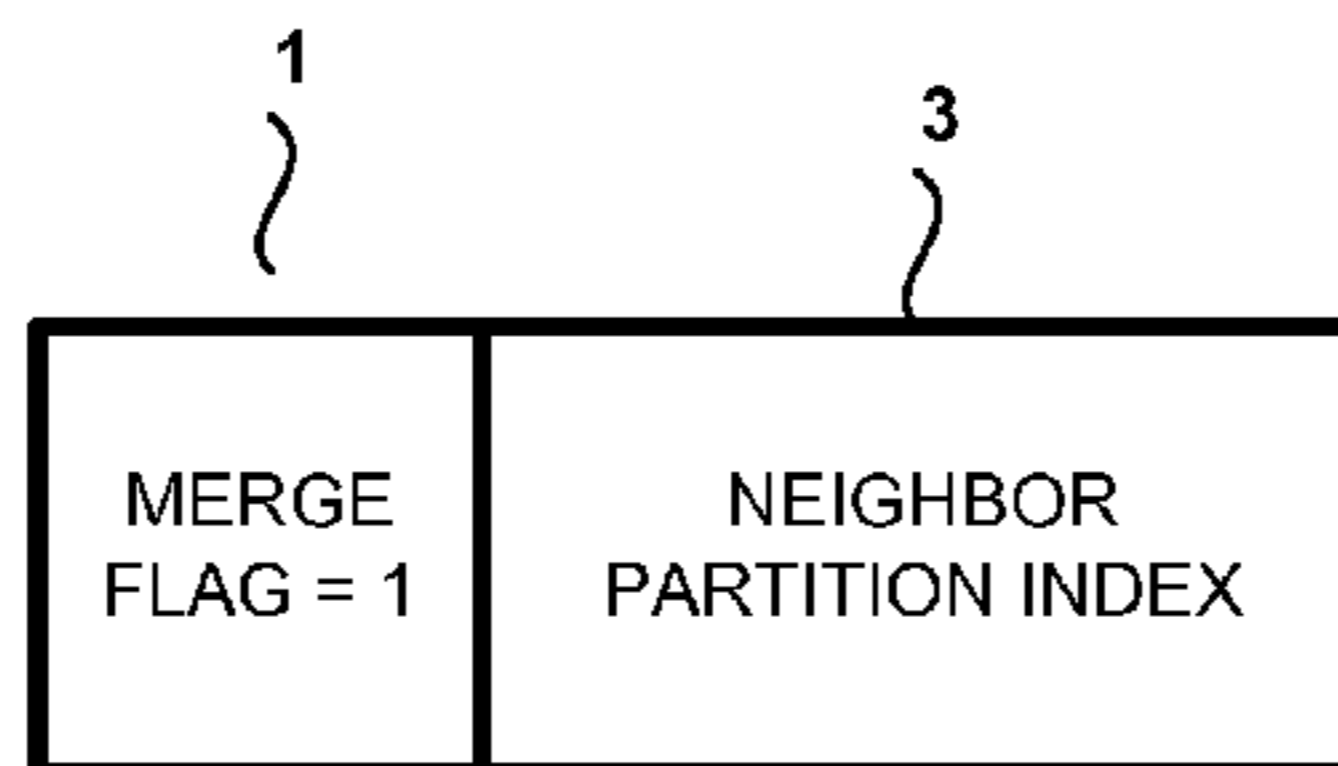 1
3
MERGE
FLAG = 1
NEIGHBOR
PARTITION INDEX